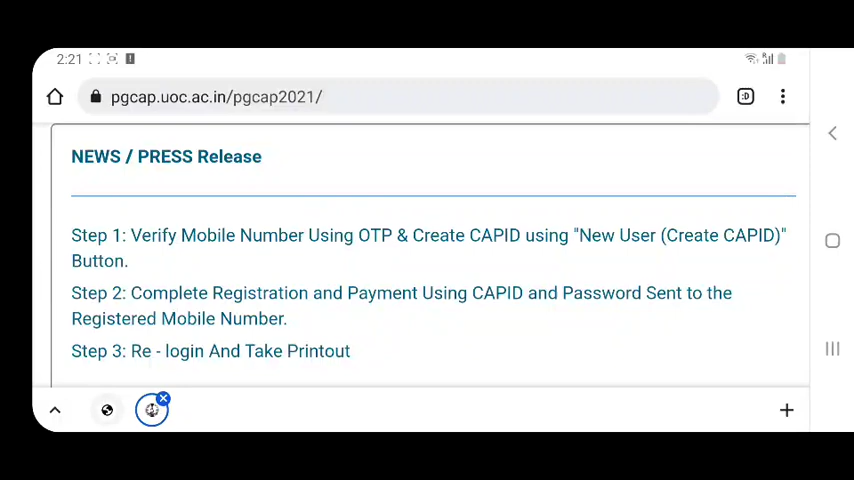 2:21
pgcap.uoc.ac.in/pgcap2021/
:D
NEWS / PRESS Release
Step 1: Verify Mobile Number Using OTP & Create CAPID using "New User (Create CAPID)"
Button.
Step 2: Complete Registration and Payment Using CAPID and Password Sent to the
Registered Mobile Number.
Step 3: Re - login And Take Printout